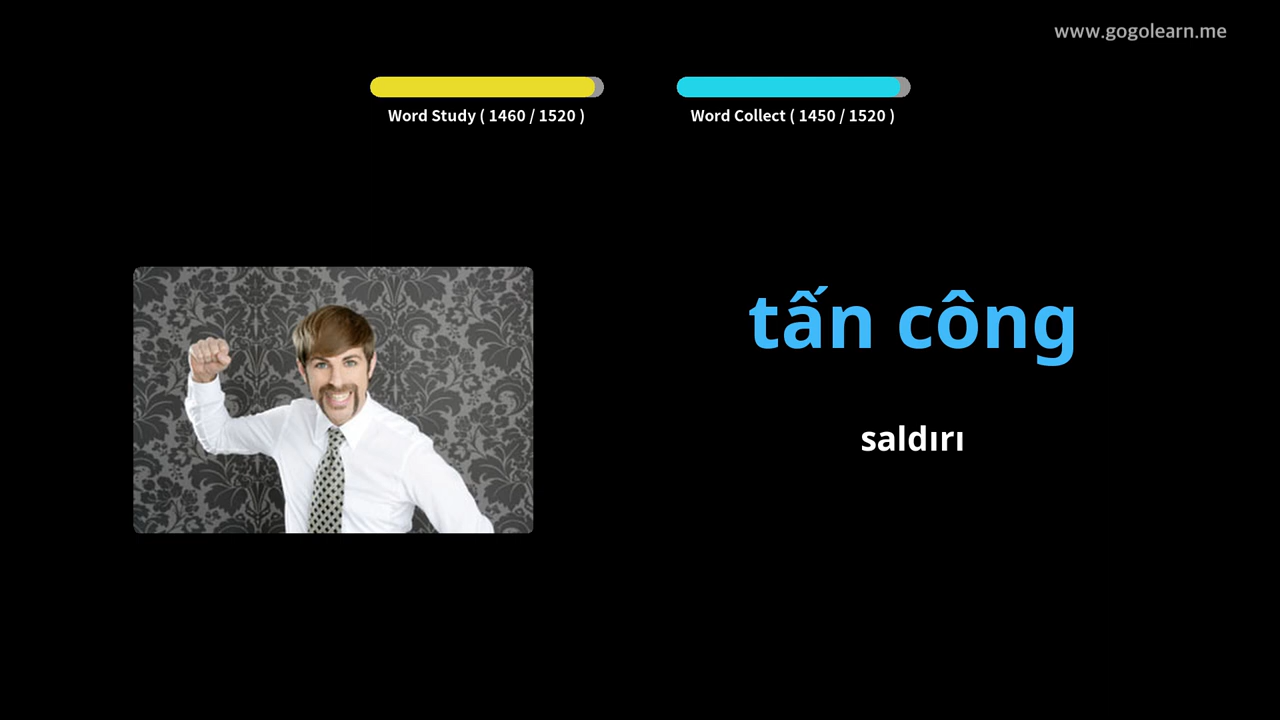 www.gogolearn.me
Word Study ( 1460 / 1520 )
Word Collect ( 1450 / 1520 )
tấn công
saldırı